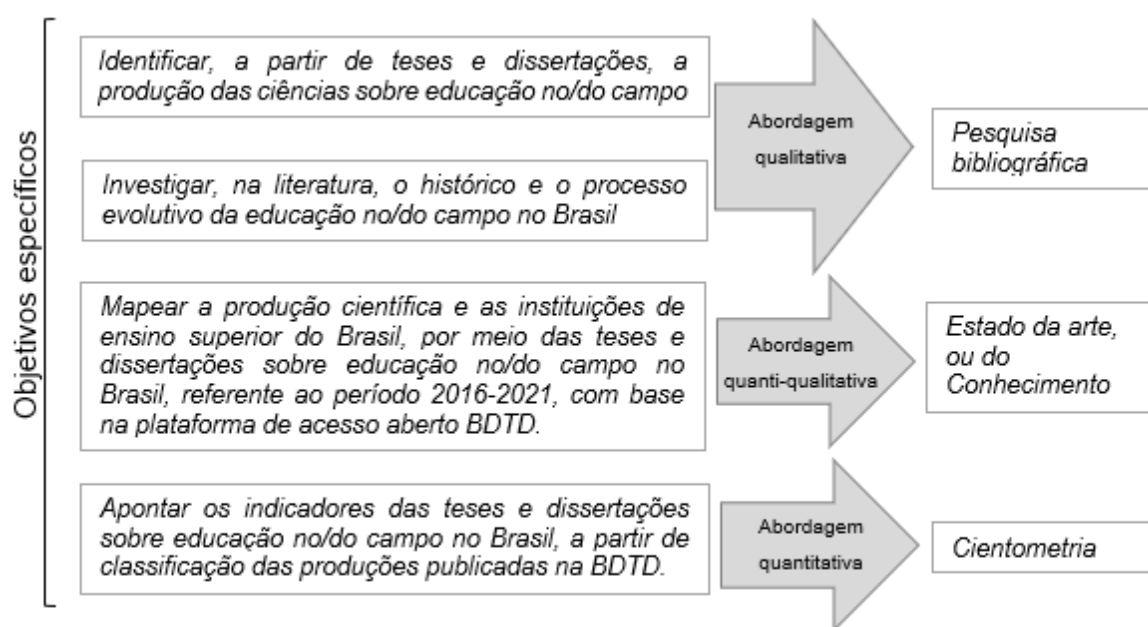 Objetivos específicos
Identificar, a partir de teses e dissertações, a
produção das ciências sobre educação no/do campo
Investigar, na literatura, o histórico e o processo
evolutivo da educação no/do campo no Brasil
Abordagem
qualitativa
Pesquisa
bibliográfica
Mapear a produção científica e as instituições de
ensino superior do Brasil, por meio das teses e
dissertações sobre educação no/do campo no
Brasil, referente ao período 2016-2021, com base
na plataforma de acesso aberto BDTD.
Abordagem
quanti-qualitativa
Estado da arte,
ou do
Conhecimento
Apontar os indicadores das teses e dissertações
sobre educação no/do campo no Brasil, a partir de
classificação das produções publicadas na BDTD.
Abordagem
quantitativa
Cientometria